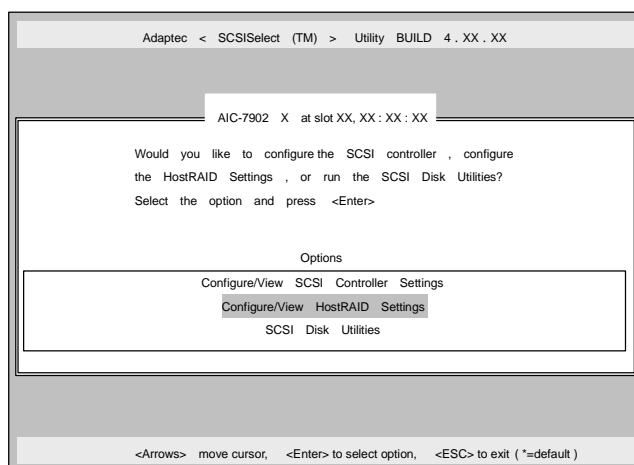 Adaptec < SCSISelect (TM) > Utility BUILD 4 . XX . XX
AIC-7902 X at slot XX, XX : XX : XX
Would you like to configure the SCSI controller , configure
the HostRAID Settings , or run the SCSI Disk Utilities?
Select the option and press <Enter>
Options
Configure/View SCSI Controller Settings
Configure/View HostRAID Settings
SCSI Disk Utilities
<Arrows> move cursor, <Enter> to select option, <ESC> to exit ( *=default )